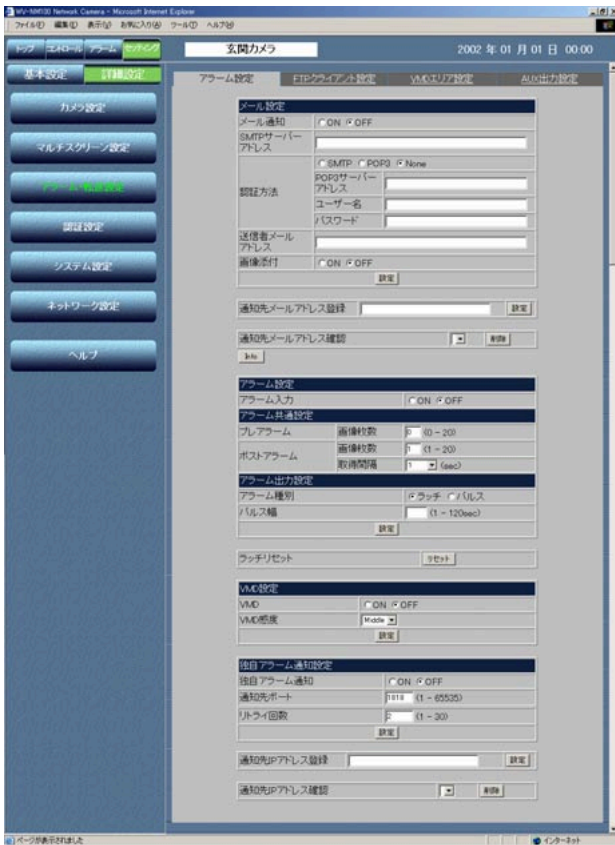 WV-NM100 Network Camera - Microsoft Internet Explorer
ファイル(F) 編集(E) 表示(V) お気に入り(A) ツール(T) ヘルプ(H)
トップ コントロール アラーム セッティング
玄関カメラ
2002 年 01 月 01 日 00:00
基本設定 詳細設定
アラーム設定 FTPクライアント設定 VMDエリア設定 AUX出力設定
カメラ設定
マルチスクリーン設定
認証設定
システム設定
ネットワーク設定
ヘルプ
メール設定
メール通知 ON OFF
SMTPサーバー
アドレス
認証方法
SMTP POP3 None
POP3サーバー
アドレス
ユーザー名
パスワード
送信者メール
アドレス
画像添付 ON OFF
設定
通知先メールアドレス登録 設定
通知先メールアドレス確認 削除
アラーム設定
アラーム入力 ON OFF
アラーム共通設定
プレアラーム 画像枚数 0 (0 - 20)
ポストアラーム 画像枚数 1 (1 - 20)
取得間隔 1 (sec)
アラーム出力設定
アラーム種別 ラッチ パルス
パルス幅 (1 - 120sec)
設定
ラッチリセット リセット
VMD設定
VMD ON OFF
VMD感度 Middle
設定
独自アラーム通知設定
独自アラーム通知 ON OFF
通知先ポート 1818 (1 - 65535)
リトライ回数 2 (1 - 30)
設定
通知先IPアドレス登録 設定
通知先IPアドレス確認 削除
ページが表示されました
インターネット